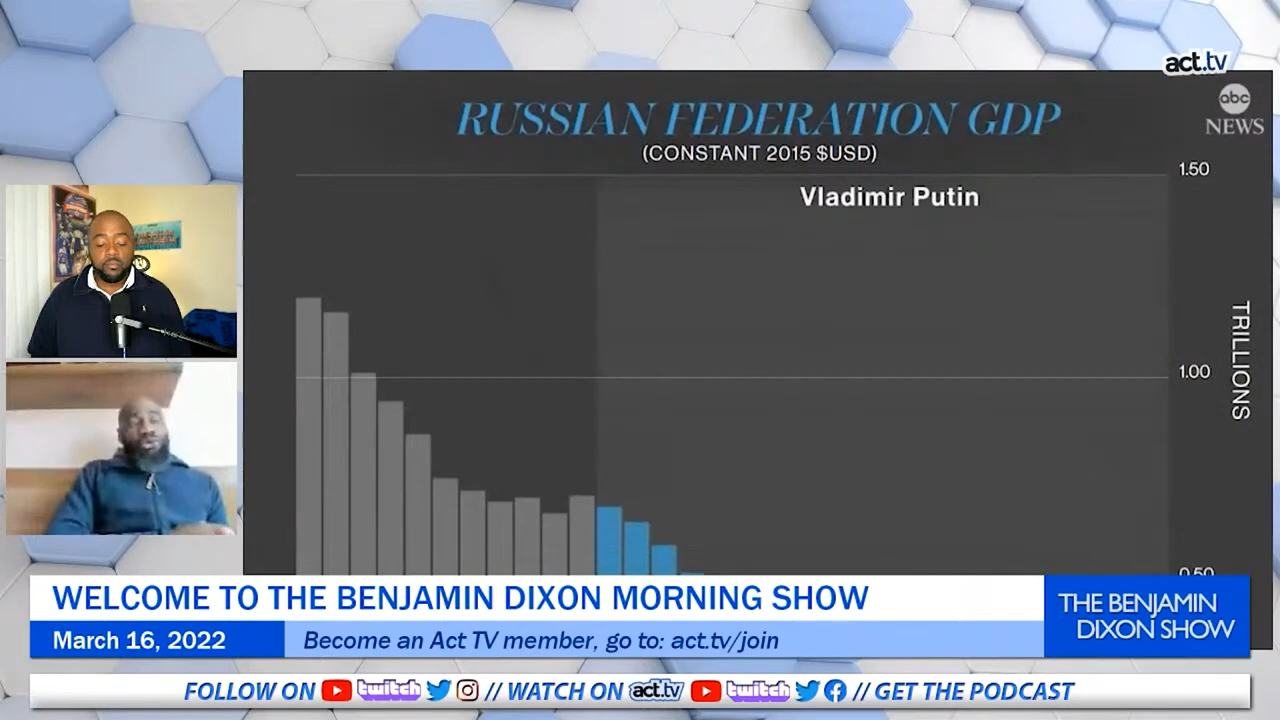 act.tv
RUSSIAN FEDERATION GDP
(CONSTANT 2015 $USD)
abc
NEWS
1.50
Vladimir Putin
1.00
TRILLIONS
0.50
WELCOME TO THE BENJAMIN DIXON MORNING SHOW
March 16, 2022
Become an Act TV member, go to: act.tv/join
THE BENJAMIN
DIXON SHOW
FOLLOW ON twitch // WATCH ON act.tv twitch // GET THE PODCAST